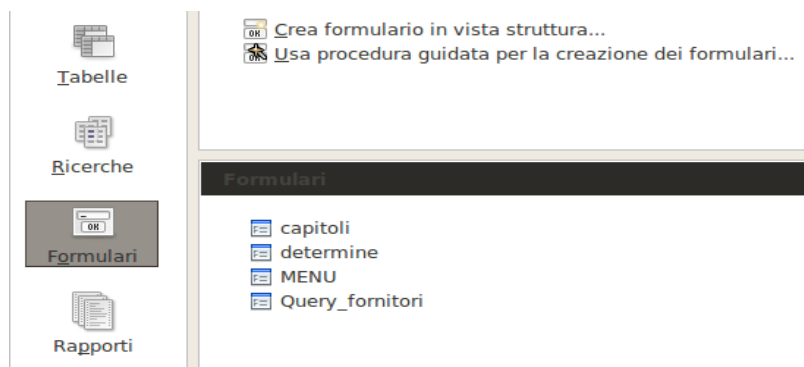 Crea formulario in vista struttura...
Usa procedura guidata per la creazione dei formulari...
Tabelle
Ricerche
Formulari
Rapporti
Formulari
capitoli
determine
MENU
Query_fornitori